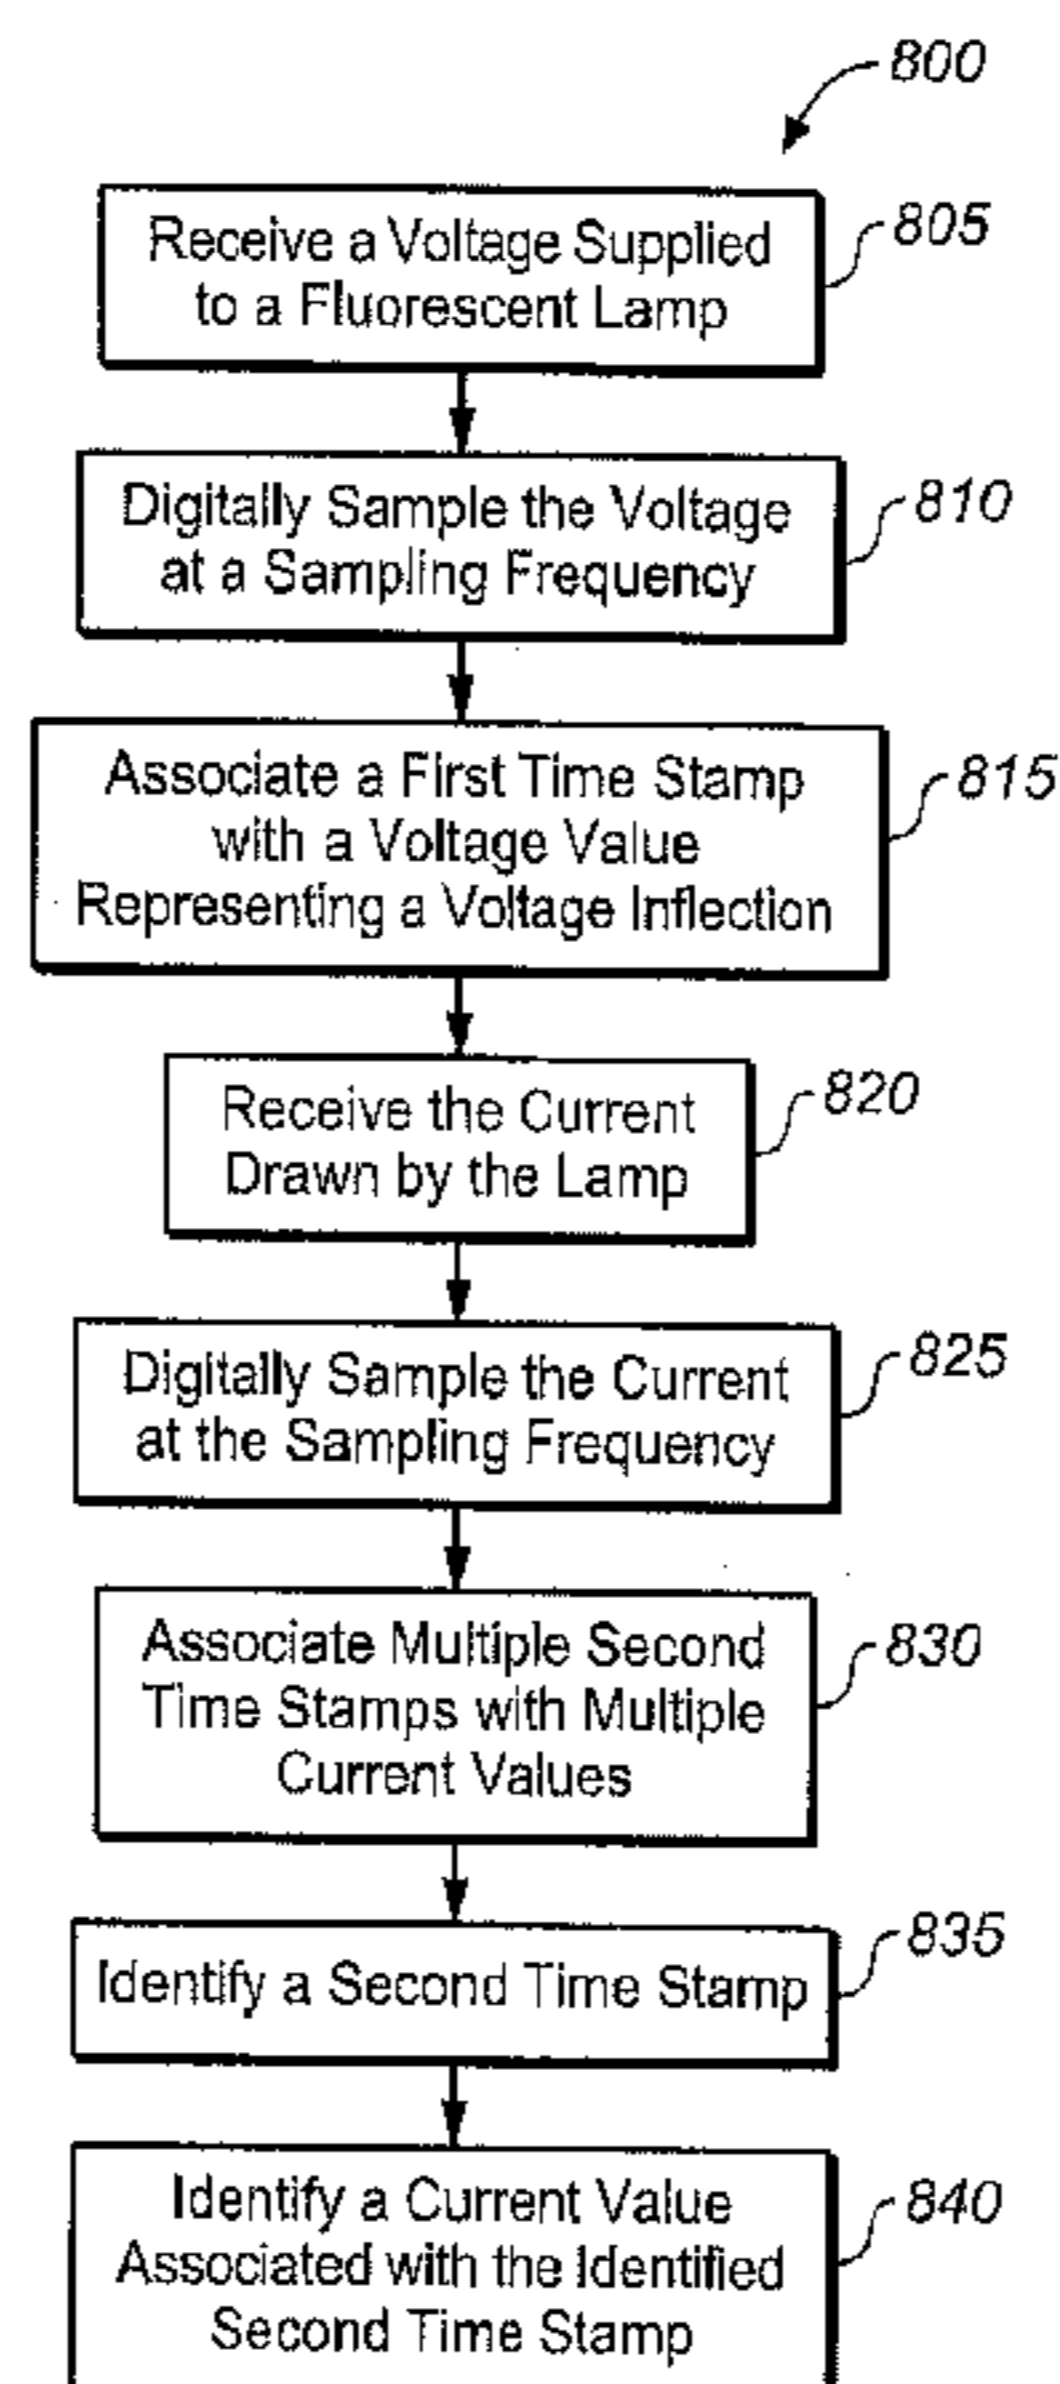 800
Receive a Voltage Supplied
to a Fluorescent Lamp
805
Digitally Sample the Voltage
at a Sampling Frequency
810
Associate a First Time Stamp
with a Voltage Value
Representing a Voltage Inflection
815
Receive the Current
Drawn by the Lamp
820
Digitally Sample the Current
at the Sampling Frequency
825
Associate Multiple Second
Time Stamps with Multiple
Current Values
830
Identify a Second Time Stamp
835
Identify a Current Value
Associated with the Identified
Second Time Stamp
840